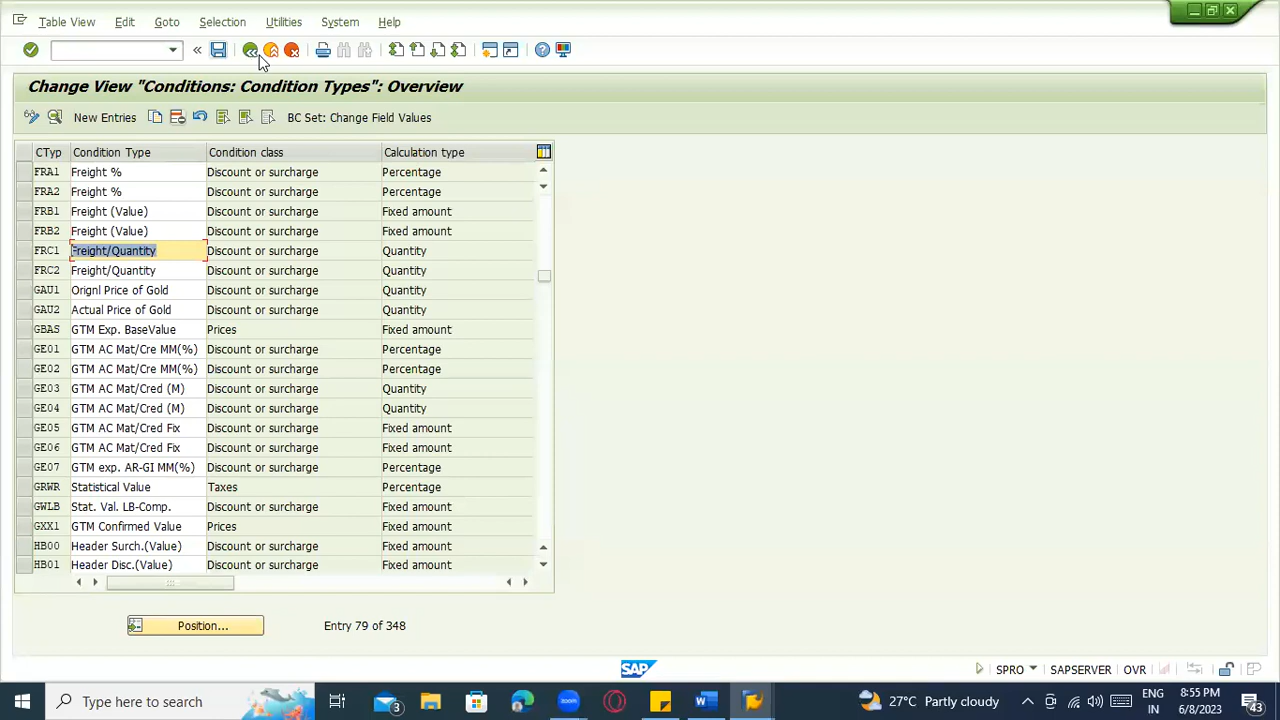 Table View Edit Goto Selection Utilities System Help
Change View "Conditions: Condition Types": Overview
New Entries BC Set: Change Field Values
CTyp Condition Type Condition class Calculation type
FRA1 Freight % Discount or surcharge Percentage
FRA2 Freight % Discount or surcharge Percentage
FRB1 Freight (Value) Discount or surcharge Fixed amount
FRB2 Freight (Value) Discount or surcharge Fixed amount
FRC1 Freight/Quantity Discount or surcharge Quantity
FRC2 Freight/Quantity Discount or surcharge Quantity
GAU1 Orignl Price of Gold Discount or surcharge Quantity
GAU2 Actual Price of Gold Discount or surcharge Quantity
GBAS GTM Exp. BaseValue Prices Fixed amount
GE01 GTM AC Mat/Cre MM(%) Discount or surcharge Percentage
GE02 GTM AC Mat/Cre MM(%) Discount or surcharge Percentage
GE03 GTM AC Mat/Cred (M) Discount or surcharge Quantity
GE04 GTM AC Mat/Cred (M) Discount or surcharge Quantity
GE05 GTM AC Mat/Cred Fix Discount or surcharge Fixed amount
GE06 GTM AC Mat/Cred Fix Discount or surcharge Fixed amount
GE07 GTM exp. AR-GI MM(%) Discount or surcharge Percentage
GRWR Statistical Value Taxes Percentage
GWLB Stat. Val. LB-Comp. Discount or surcharge Fixed amount
GXX1 GTM Confirmed Value Prices Fixed amount
HB00 Header Surch.(Value) Discount or surcharge Fixed amount
HB01 Header Disc.(Value) Discount or surcharge Fixed amount
Position... Entry 79 of 348
SAP SPRO SAPSERVER OVR
Type here to search 3 27°C Partly cloudy ENG 8:55 PM
IN 6/8/2023 43